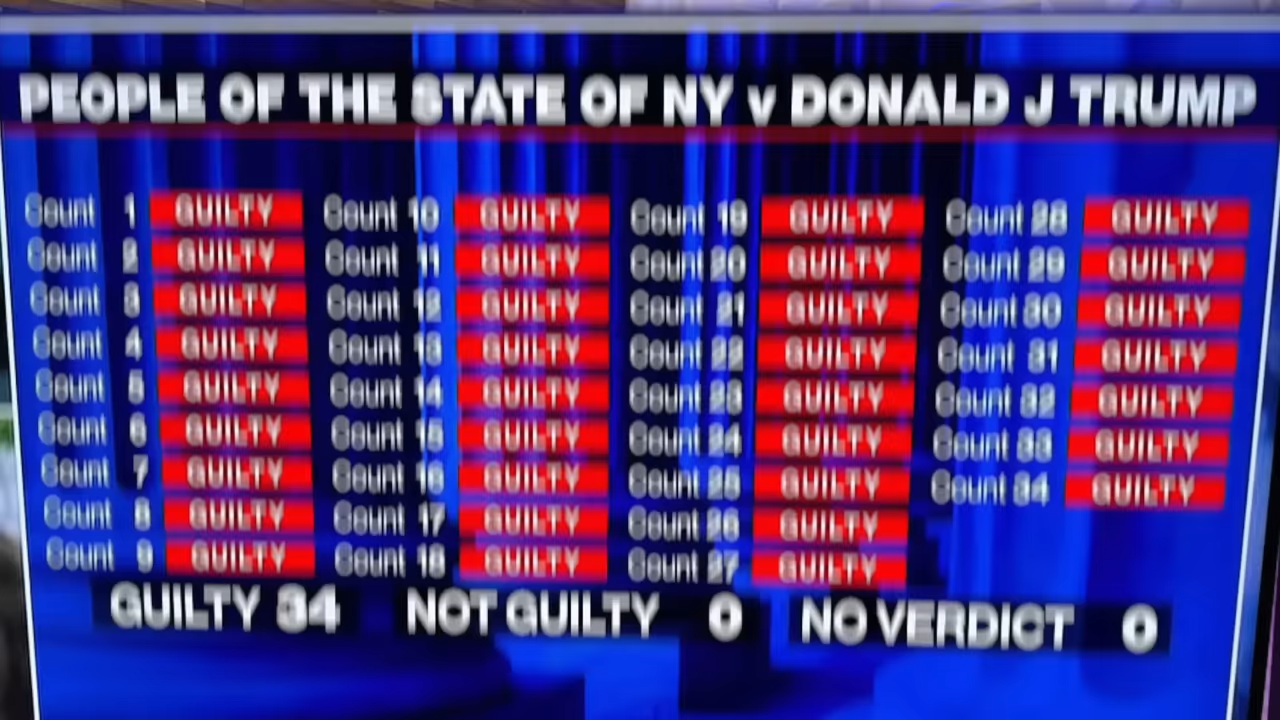 PEOPLE OF THE STATE OF NY v DONALD J TRUMP
Count 1 GUILTY Count 10 GUILTY Count 19 GUILTY Count 28 GUILTY
Count 2 GUILTY Count 11 GUILTY Count 20 GUILTY Count 29 GUILTY
Count 3 GUILTY Count 12 GUILTY Count 21 GUILTY Count 30 GUILTY
Count 4 GUILTY Count 13 GUILTY Count 22 GUILTY Count 31 GUILTY
Count 5 GUILTY Count 14 GUILTY Count 23 GUILTY Count 32 GUILTY
Count 6 GUILTY Count 15 GUILTY Count 24 GUILTY Count 33 GUILTY
Count 7 GUILTY Count 16 GUILTY Count 25 GUILTY Count 34 GUILTY
Count 8 GUILTY Count 17 GUILTY Count 26 GUILTY
Count 9 GUILTY Count 18 GUILTY Count 27 GUILTY
GUILTY 34 NOT GUILTY 0 NO VERDICT 0